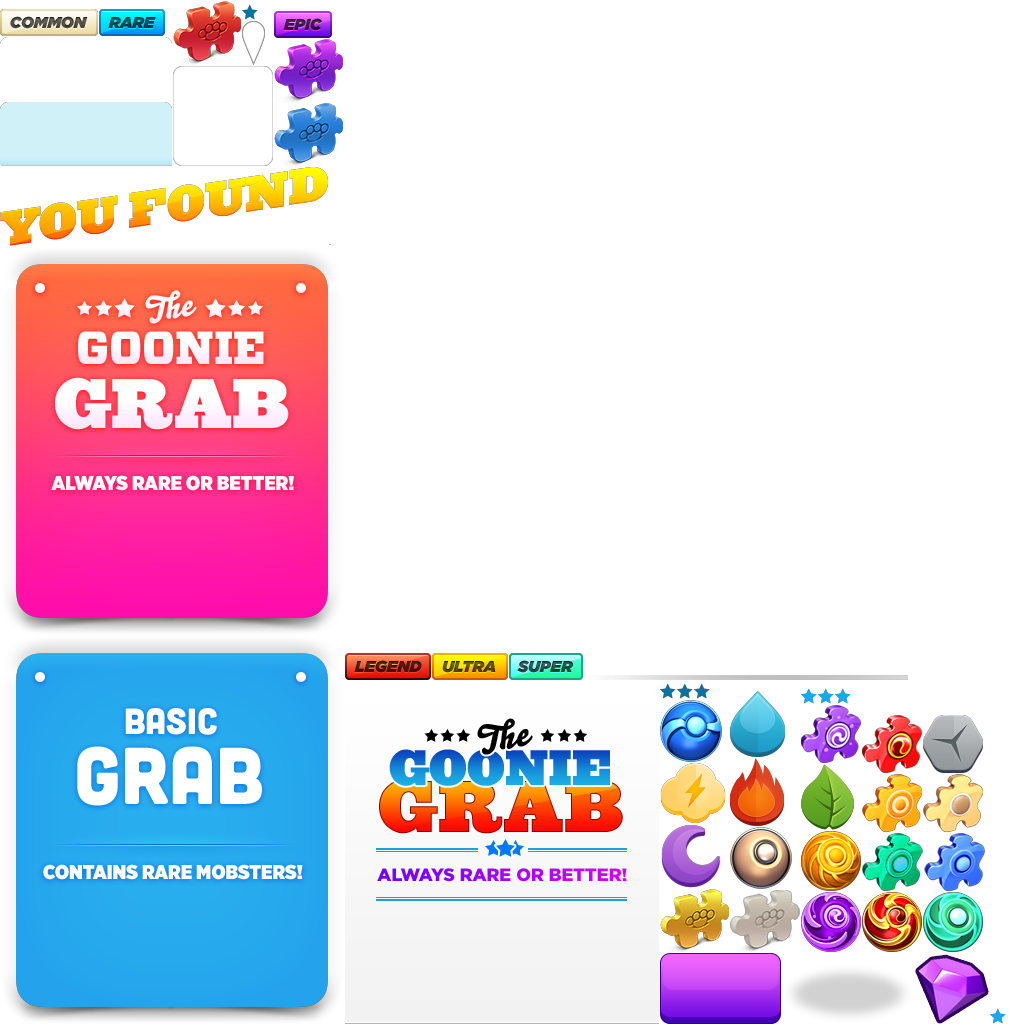 COMMON
RARE
EPIC
YOU FOUND
The
GOONIE
GRAB
ALWAYS RARE OR BETTER!
BASIC
GRAB
CONTAINS RARE MOBSTERS!
LEGEND
ULTRA
SUPER
The
GOONIE
GRAB
ALWAYS RARE OR BETTER!